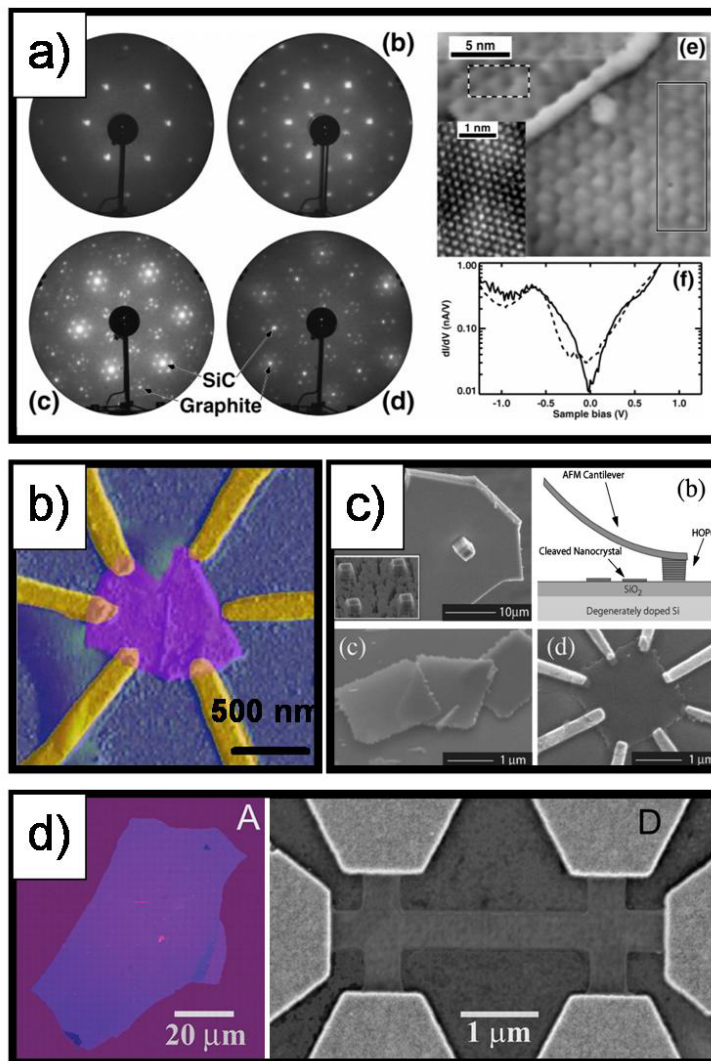 a)
(b)
5 nm
(e)
1 nm
(f)
dI/dV (nA/V)
1.00
0.10
0.01
-1.0
-0.5
0.0
0.5
1.0
Sample bias (V)
SiC
Graphite
(c)
(d)
b)
500 nm
c)
10μm
(b)
AFM Cantilever
Cleaved Nanocrystal
SiO2
Degenerately doped Si
(c)
1 μm
(d)
1 μm
d)
A
20 μm
D
1 μm